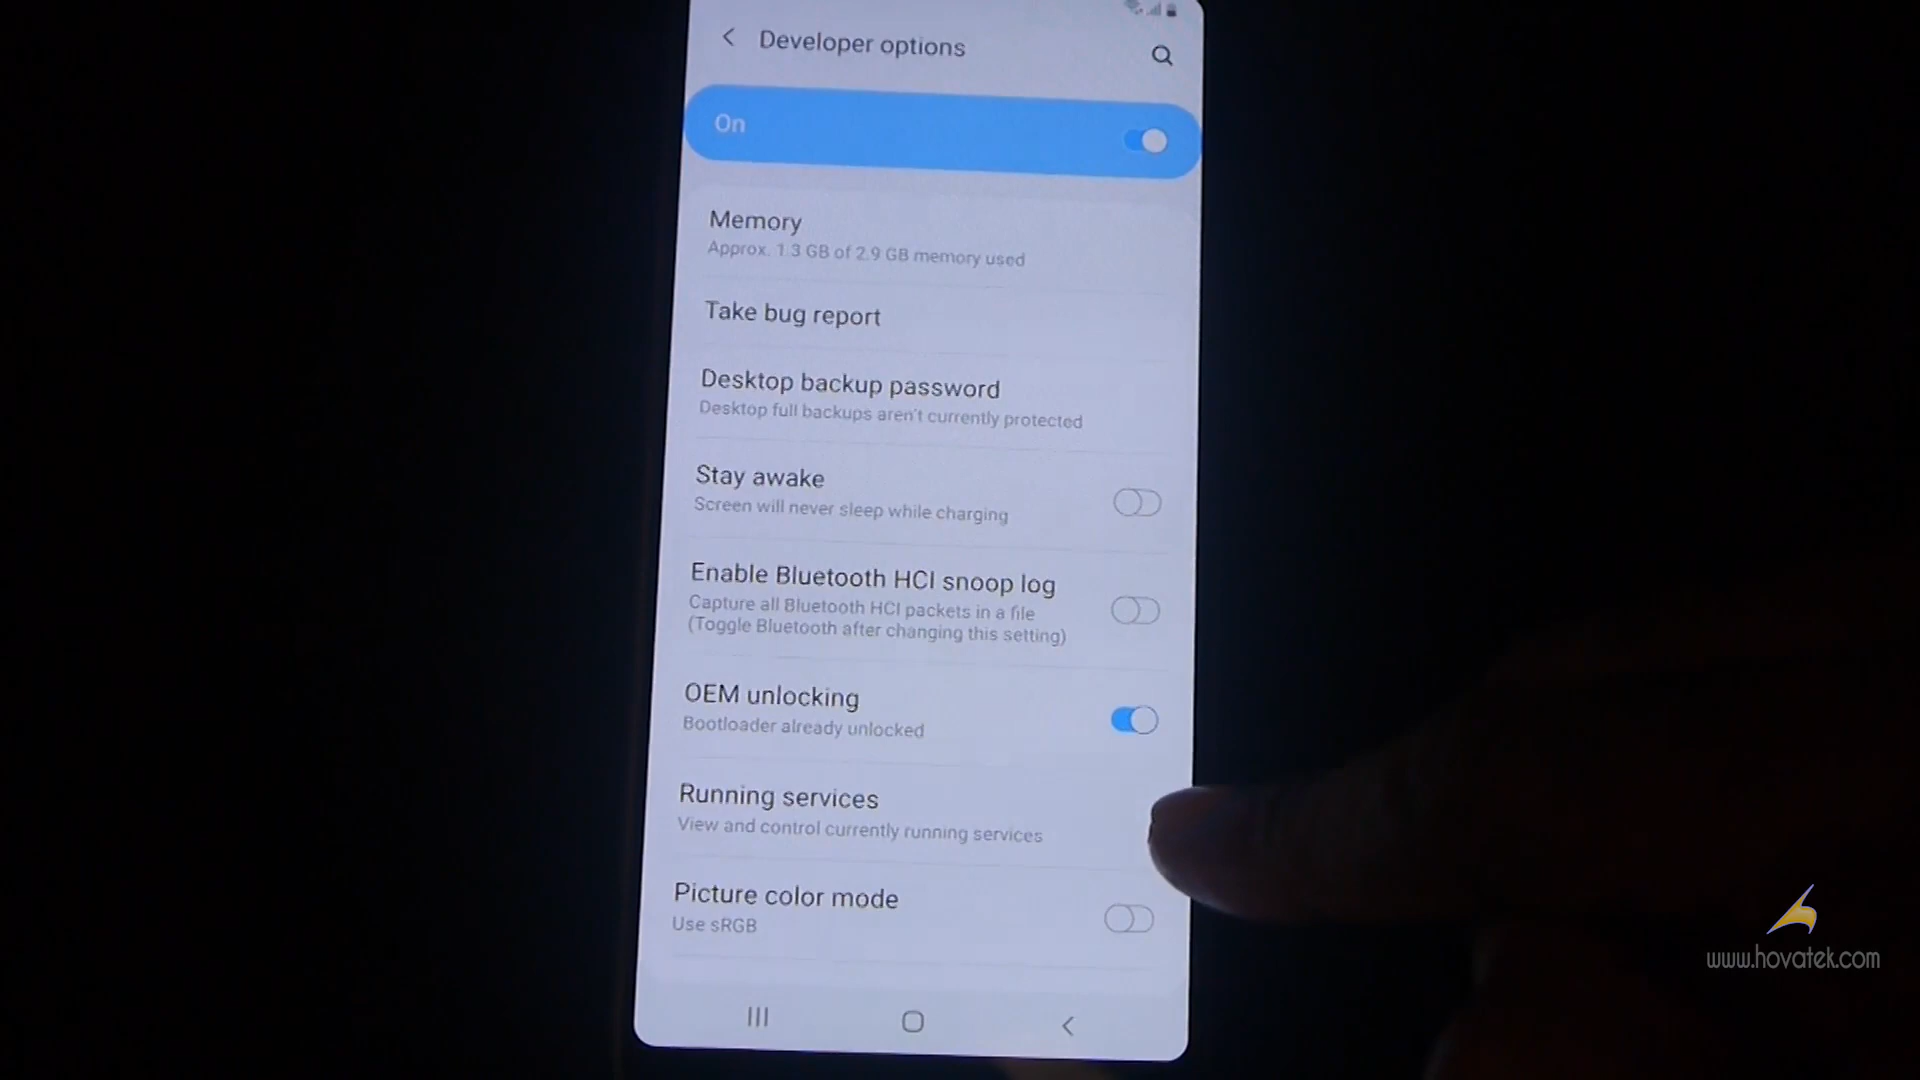 Developer options
On
Memory
Approx. 1.3 GB of 2.9 GB memory used
Take bug report
Desktop backup password
Desktop full backups aren't currently protected
Stay awake
Screen will never sleep while charging
Enable Bluetooth HCI snoop log
Capture all Bluetooth HCI packets in a file
(Toggle Bluetooth after changing this setting)
OEM unlocking
Bootloader already unlocked
Running services
View and control currently running services
Picture color mode
Use sRGB
www.hovatek.com